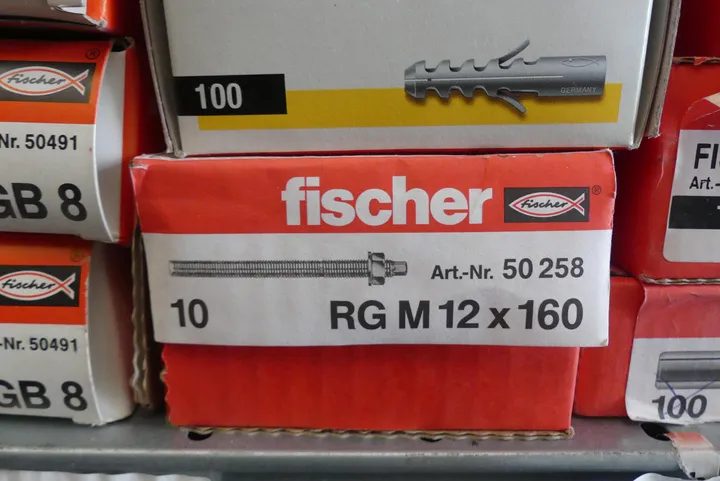 fischer
-Nr. 50491
GB 8
100
GERMANY
fischer fischer ®
Art.-Nr. 50 258
10 RG M 12 x 160
fischer
-Nr. 50491
GB 8
Art.-
100